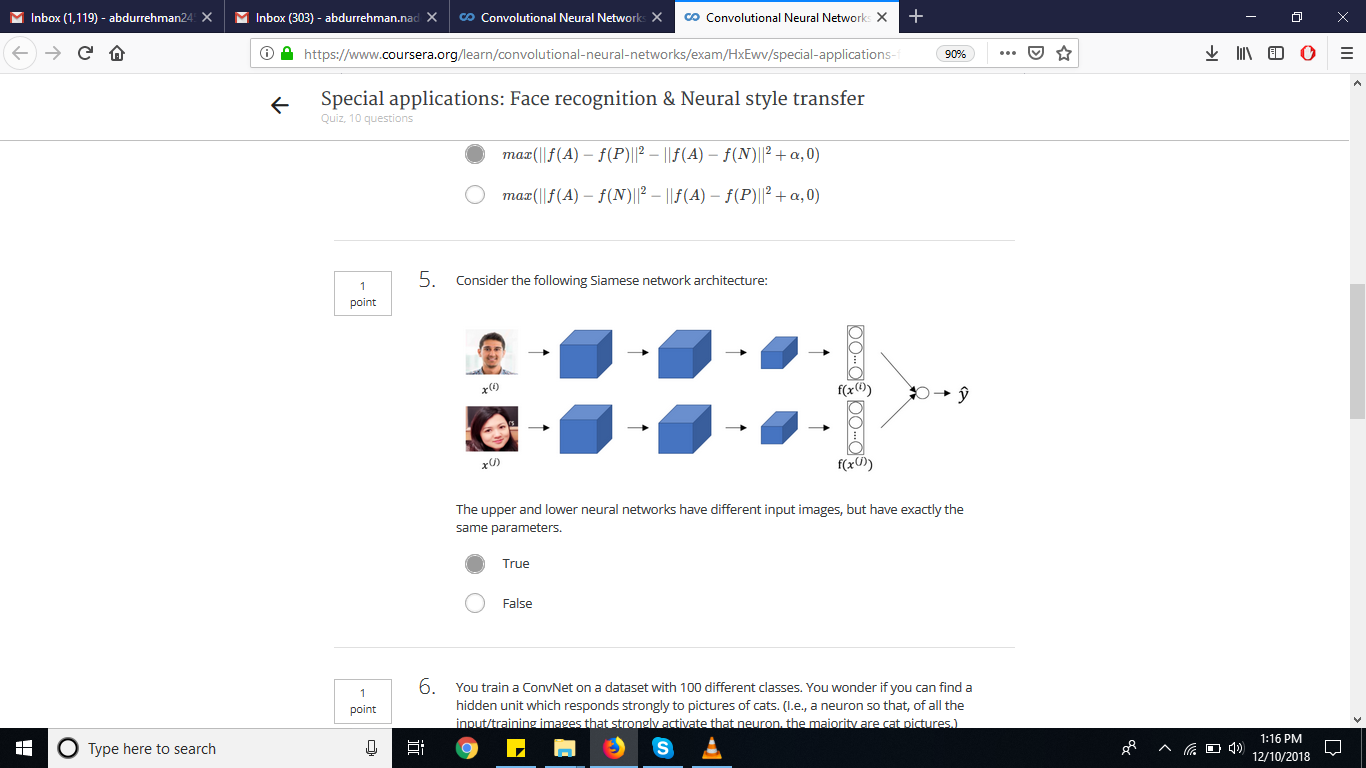 Inbox (1,119) - abdurrehman24
Inbox (303) - abdurrehman.nad
Convolutional Neural Networks
Convolutional Neural Networks
https://www.coursera.org/learn/convolutional-neural-networks/exam/HxEwv/special-applications-f
90%
Special applications: Face recognition & Neural style transfer
Quiz, 10 questions
max(||f(A) − f(P)||² − ||f(A) − f(N)||² + α, 0)
max(||f(A) − f(N)||² − ||f(A) − f(P)||² + α, 0)
1
point
5.
Consider the following Siamese network architecture:
x⁽ⁱ⁾
f(x⁽ⁱ⁾)
ŷ
x⁽ʲ⁾
f(x⁽ʲ⁾)
The upper and lower neural networks have different input images, but have exactly the
same parameters.
True
False
1
point
6.
You train a ConvNet on a dataset with 100 different classes. You wonder if you can find a
hidden unit which responds strongly to pictures of cats. (I.e., a neuron so that, of all the
input/training images that strongly activate that neuron, the majority are cat pictures.)
Type here to search
1:16 PM
12/10/2018